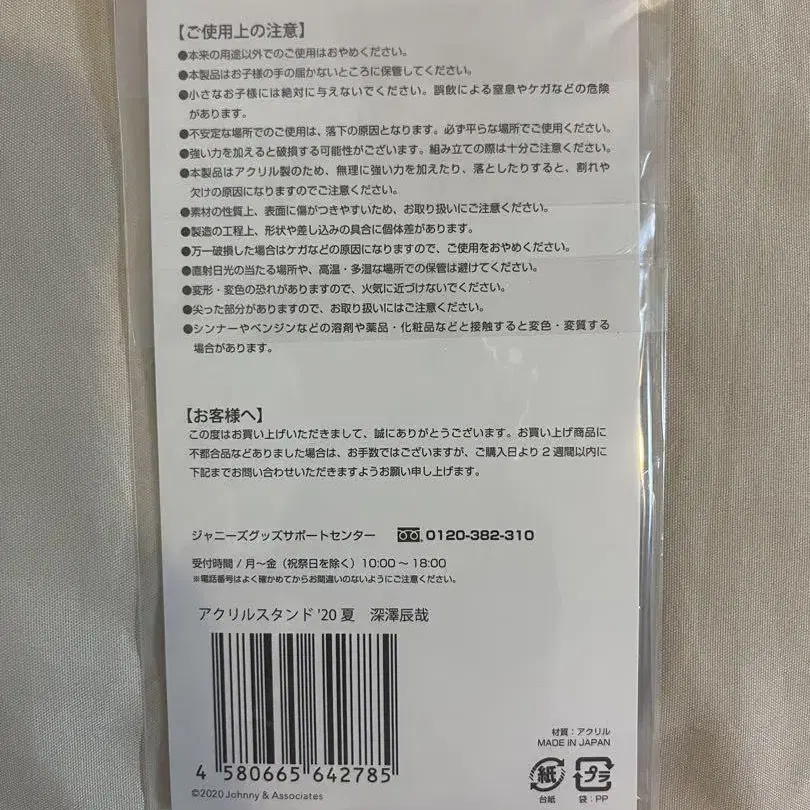 【ご使用上の注意】
●本来の用途以外でのご使用はおやめください。
●本製品はお子様の手の届かないところに保管してください。
●小さなお子様には絶対に与えないでください。誤飲による窒息やケガなどの危険
があります。
●不安定な場所でのご使用は、落下の原因となります。必ず平らな場所でご使用ください。
●強い力を加えると破損する可能性がございます。組み立ての際は十分ご注意ください。
●本製品はアクリル製のため、無理に強い力を加えたり、落としたりすると、割れや
欠けの原因になりますのでご注意ください。
●素材の性質上、表面に傷がつきやすいため、お取り扱いにご注意ください。
●製造の工程上、形状や差し込みの具合に個体差があります。
●万一破損した場合はケガなどの原因になりますので、ご使用をおやめください。
●直射日光の当たる場所や、高温・多湿な場所での保管は避けてください。
●変形・変色の恐れがありますので、火気に近づけないでください。
●尖った部分がありますので、お取り扱いにはご注意ください。
●シンナーやベンジンなどの溶剤や薬品・化粧品などと接触すると変色・変質する
場合があります。
【お客様へ】
この度はお買い上げいただきまして、誠にありがとうございます。お買い上げ商品に
不都合品などありました場合は、お手数ではございますが、ご購入日より2週間以内に
下記までお問い合わせいただきますようお願い申し上げます。
ジャニーズグッズサポートセンター 0120-382-310
受付時間 / 月〜金（祝祭日を除く）10:00〜18:00
※電話番号はよく確かめてからお間違いのないようにご注意ください。
アクリルスタンド '20 夏 深澤辰哉
4 580665 642785
©2020 Johnny & Associates
材質：アクリル
MADE IN JAPAN
紙 プラ
台紙 袋：PP